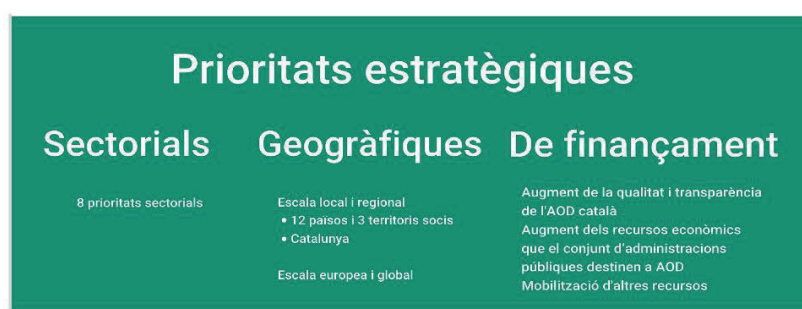 Prioritats estratègiques
Sectorials
8 prioritats sectorials
Geogràfiques
Escala local i regional
• 12 països i 3 territoris socis
• Catalunya
Escala europea i global
De finançament
Augment de la qualitat i transparència
de l'AOD català
Augment dels recursos econòmics
que el conjunt d'administracions
públiques destinen a AOD
Mobilització d'altres recursos